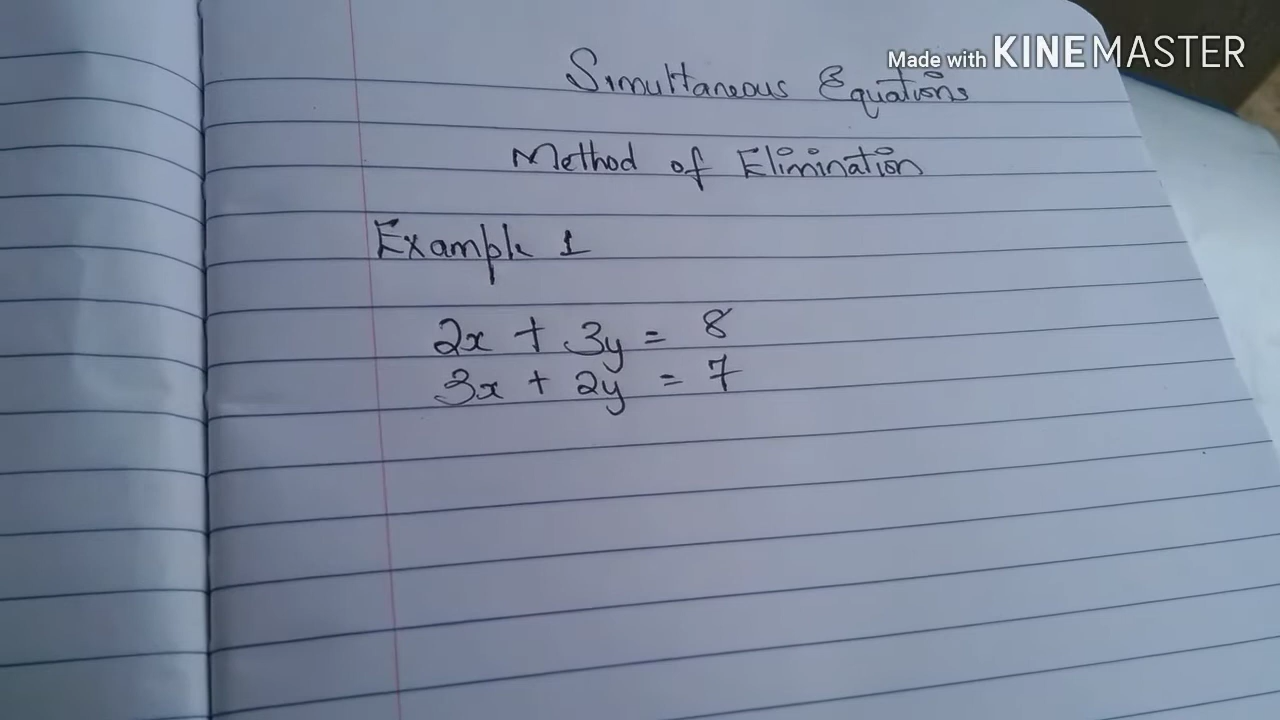 Made with KINEMASTER
Simultaneous Equations
Method of Elimination
Example 1
2x + 3y = 8
3x + 2y = 7